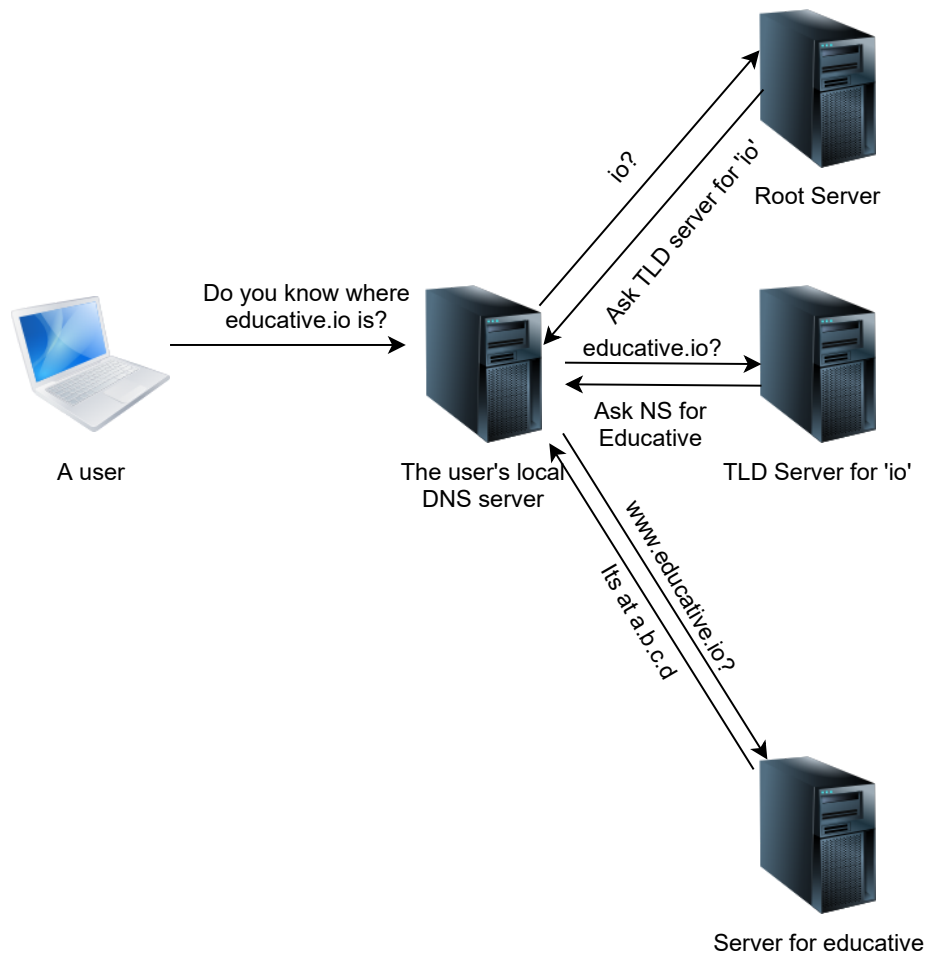 io?
Ask TLD server for 'io'
Root Server
Do you know where
educative.io is?
educative.io?
Ask NS for
Educative
A user
The user's local
DNS server
TLD Server for 'io'
www.educative.io?
Its at a.b.c.d
Server for educative